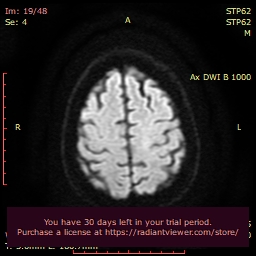 Im: 19/48
Se: 4
A
STP62
STP62
M
Ax DWI B 1000
R
L
You have 30 days left in your trial period.
Purchase a license at https://radiantviewer.com/store/